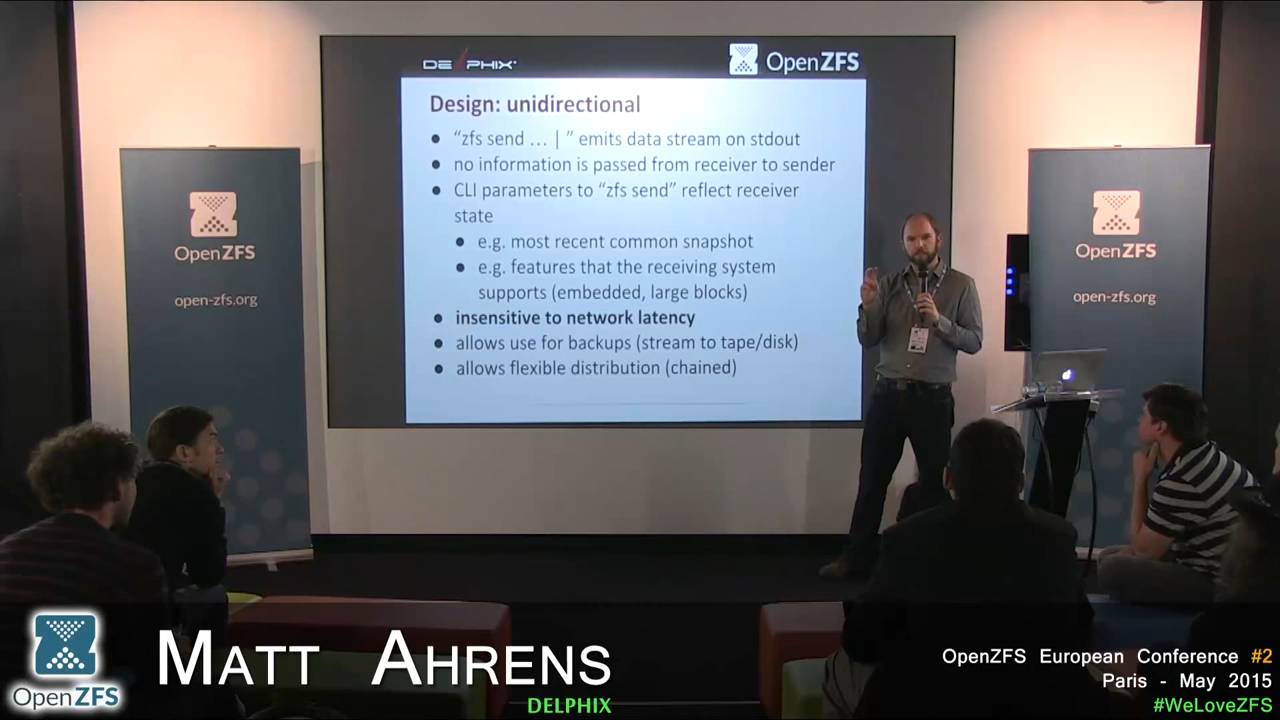 DELPHIX
OpenZFS
Design: unidirectional
● “zfs send … | ” emits data stream on stdout
● no information is passed from receiver to sender
● CLI parameters to “zfs send” reflect receiver
state
● e.g. most recent common snapshot
● e.g. features that the receiving system
supports (embedded, large blocks)
● insensitive to network latency
● allows use for backups (stream to tape/disk)
● allows flexible distribution (chained)
OpenZFS
open-zfs.org
OpenZFS
open-zfs.org
OpenZFS
MATT AHRENS
DELPHIX
OpenZFS European Conference #2
Paris - May 2015
#WeLoveZFS